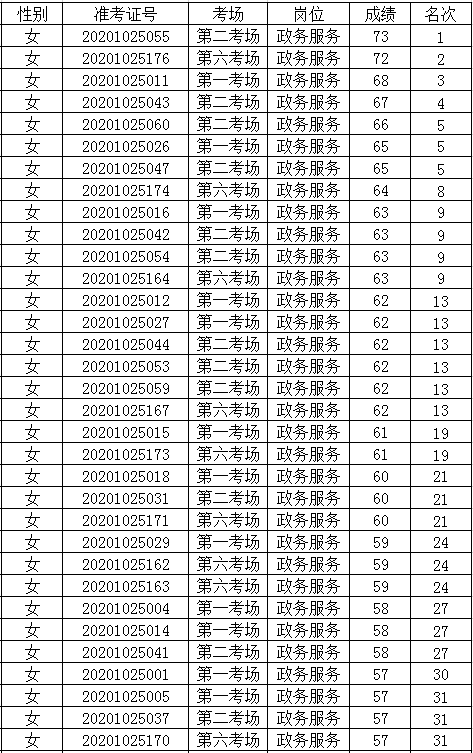 性别 准考证号 考场 岗位 成绩 名次
女 20201025055 第二考场 政务服务 73 1
女 20201025176 第六考场 政务服务 72 2
女 20201025011 第一考场 政务服务 68 3
女 20201025043 第二考场 政务服务 67 4
女 20201025060 第二考场 政务服务 66 5
女 20201025026 第一考场 政务服务 65 5
女 20201025047 第二考场 政务服务 65 5
女 20201025174 第六考场 政务服务 64 8
女 20201025016 第一考场 政务服务 63 9
女 20201025042 第二考场 政务服务 63 9
女 20201025054 第二考场 政务服务 63 9
女 20201025164 第六考场 政务服务 63 9
女 20201025012 第一考场 政务服务 62 13
女 20201025027 第一考场 政务服务 62 13
女 20201025044 第二考场 政务服务 62 13
女 20201025053 第二考场 政务服务 62 13
女 20201025059 第二考场 政务服务 62 13
女 20201025167 第六考场 政务服务 62 13
女 20201025015 第一考场 政务服务 61 19
女 20201025173 第六考场 政务服务 61 19
女 20201025018 第一考场 政务服务 60 21
女 20201025031 第二考场 政务服务 60 21
女 20201025171 第六考场 政务服务 60 21
女 20201025029 第一考场 政务服务 59 24
女 20201025162 第六考场 政务服务 59 24
女 20201025163 第六考场 政务服务 59 24
女 20201025004 第一考场 政务服务 58 27
女 20201025014 第一考场 政务服务 58 27
女 20201025041 第二考场 政务服务 58 27
女 20201025001 第一考场 政务服务 57 30
女 20201025005 第一考场 政务服务 57 31
女 20201025037 第二考场 政务服务 57 31
女 20201025170 第六考场 政务服务 57 31